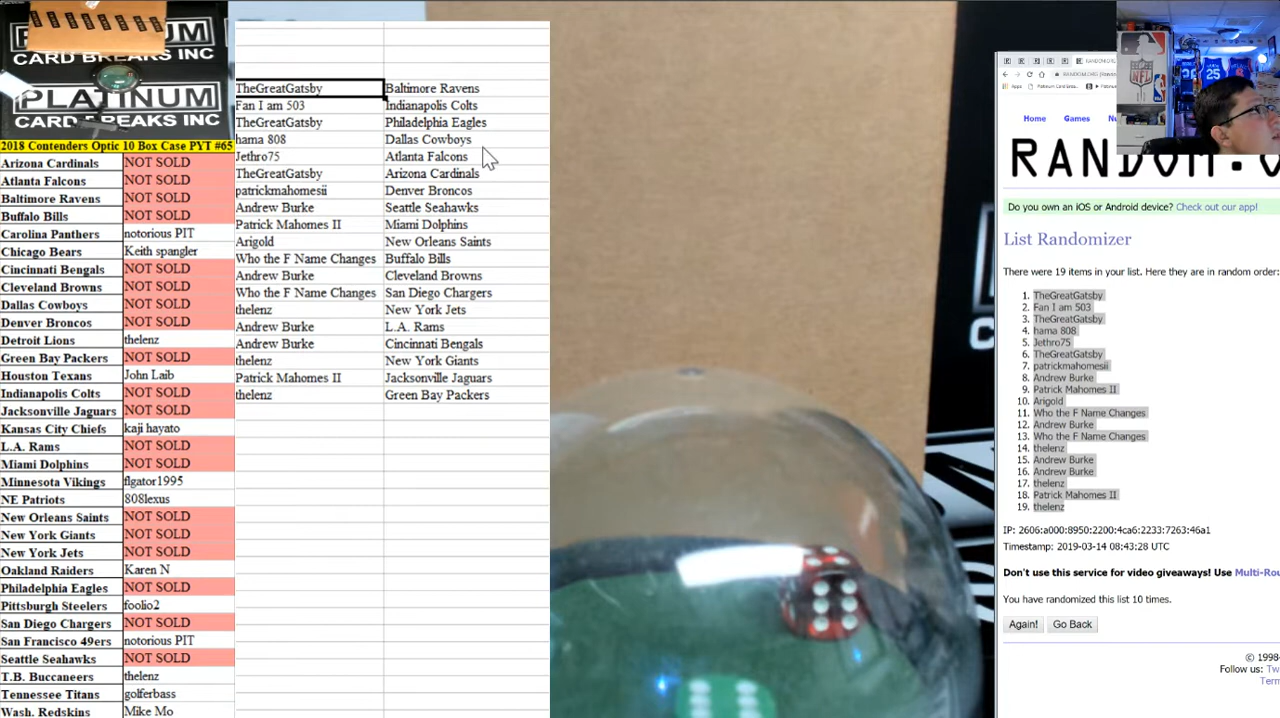 CARD BREAKS INC
PLATINUM
CARD BREAKS INC
2018 Contenders Optic 10 Box Case PYT #65
Arizona Cardinals NOT SOLD
Atlanta Falcons NOT SOLD
Baltimore Ravens NOT SOLD
Buffalo Bills NOT SOLD
Carolina Panthers notorious PIT
Chicago Bears Keith spangler
Cincinnati Bengals NOT SOLD
Cleveland Browns NOT SOLD
Dallas Cowboys NOT SOLD
Denver Broncos NOT SOLD
Detroit Lions thelenz
Green Bay Packers NOT SOLD
Houston Texans John Laib
Indianapolis Colts NOT SOLD
Jacksonville Jaguars NOT SOLD
Kansas City Chiefs kaji hayato
L.A. Rams NOT SOLD
Miami Dolphins NOT SOLD
Minnesota Vikings flgator1995
NE Patriots 808lexus
New Orleans Saints NOT SOLD
New York Giants NOT SOLD
New York Jets NOT SOLD
Oakland Raiders Karen N
Philadelphia Eagles NOT SOLD
Pittsburgh Steelers foolio2
San Diego Chargers NOT SOLD
San Francisco 49ers notorious PIT
Seattle Seahawks NOT SOLD
T.B. Buccaneers thelenz
Tennessee Titans golferbass
Wash. Redskins Mike Mo
TheGreatGatsby Baltimore Ravens
Fan I am 503 Indianapolis Colts
TheGreatGatsby Philadelphia Eagles
hama 808 Dallas Cowboys
Jethro75 Atlanta Falcons
TheGreatGatsby Arizona Cardinals
patrickmahomesii Denver Broncos
Andrew Burke Seattle Seahawks
Patrick Mahomes II Miami Dolphins
Arigold New Orleans Saints
Who the F Name Changes Buffalo Bills
Andrew Burke Cleveland Browns
Who the F Name Changes San Diego Chargers
thelenz New York Jets
Andrew Burke L.A. Rams
Andrew Burke Cincinnati Bengals
thelenz New York Giants
Patrick Mahomes II Jacksonville Jaguars
thelenz Green Bay Packers
NFL
25
Home Games
RANDOM.O
Do you own an iOS or Android device? Check out our app!
List Randomizer
There were 19 items in your list. Here they are in random order:
1. TheGreatGatsby
2. Fan I am 503
3. TheGreatGatsby
4. hama 808
5. Jethro75
6. TheGreatGatsby
7. patrickmahomesii
8. Andrew Burke
9. Patrick Mahomes II
10. Arigold
11. Who the F Name Changes
12. Andrew Burke
13. Who the F Name Changes
14. thelenz
15. Andrew Burke
16. Andrew Burke
17. thelenz
18. Patrick Mahomes II
19. thelenz
IP: 2606:a000:8950:2200:4ca6:2233:7263:46a1
Timestamp: 2019-03-14 08:43:28 UTC
Don't use this service for video giveaways! Use Multi-Rou
You have randomized this list 10 times.
Again! Go Back
© 1998-
Follow us: Tw
Term